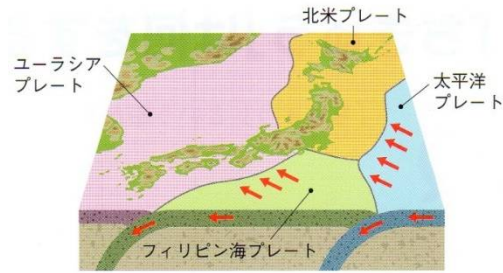 北米プレート
ユーラシア
プレート
太平洋
プレート
フィリピン海プレート